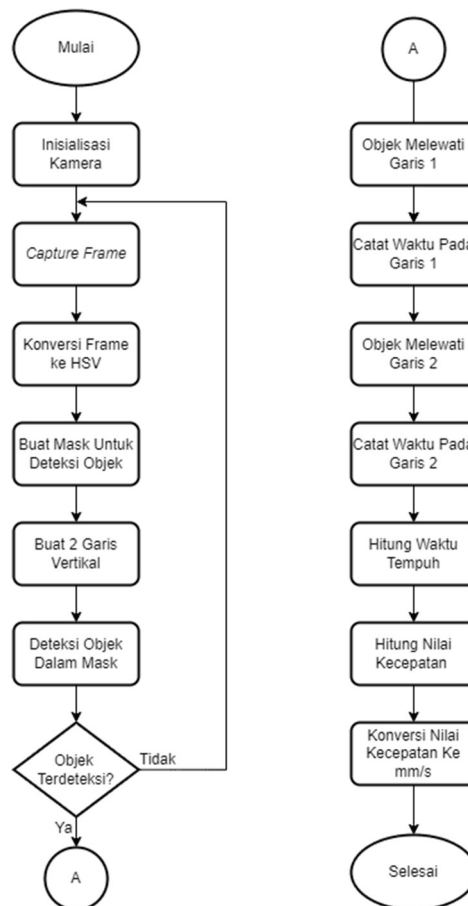 Mulai
Inisialisasi
Kamera
Capture Frame
Konversi Frame
ke HSV
Buat Mask Untuk
Deteksi Objek
Buat 2 Garis
Vertikal
Deteksi Objek
Dalam Mask
Objek
Terdeteksi?
Tidak
Ya
A
A
Objek Melewati
Garis 1
Catat Waktu Pada
Garis 1
Objek Melewati
Garis 2
Catat Waktu Pada
Garis 2
Hitung Waktu
Tempuh
Hitung Nilai
Kecepatan
Konversi Nilai
Kecepatan Ke
mm/s
Selesai